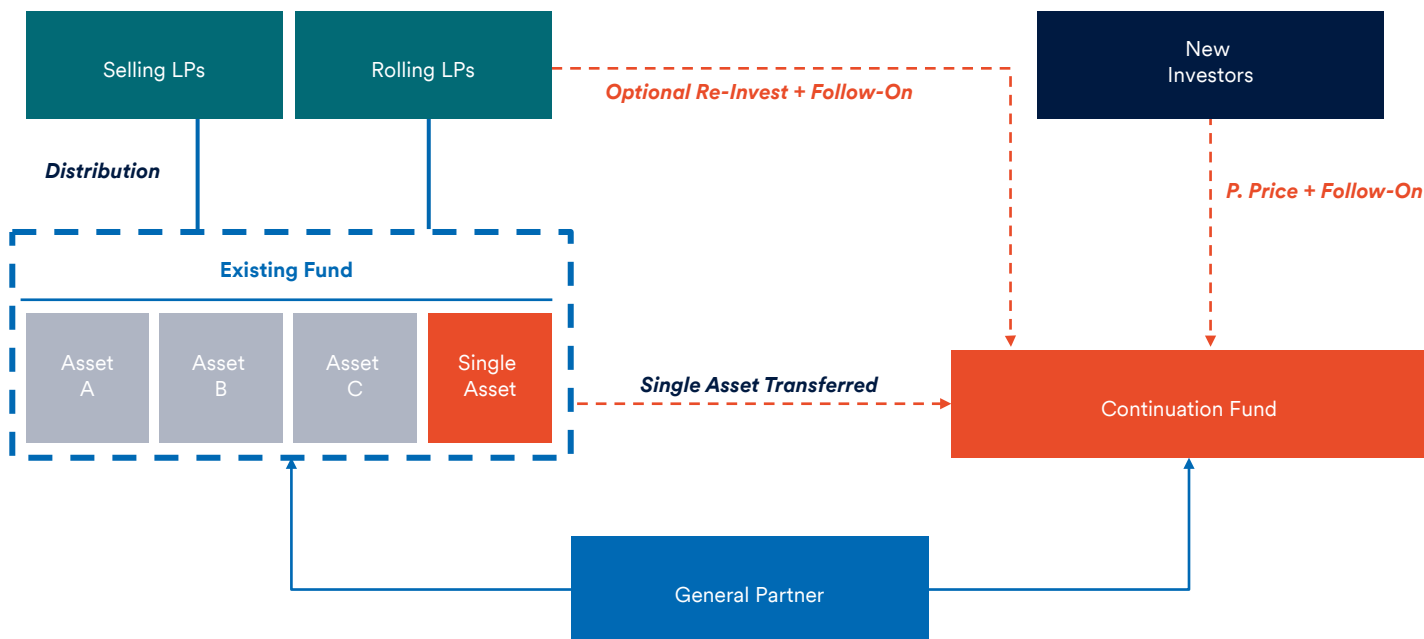 Selling LPs
Rolling LPs
New
Investors
Optional Re-Invest + Follow-On
Distribution
P. Price + Follow-On
Existing Fund
Asset
A
Asset
B
Asset
C
Single
Asset
Single Asset Transferred
Continuation Fund
General Partner